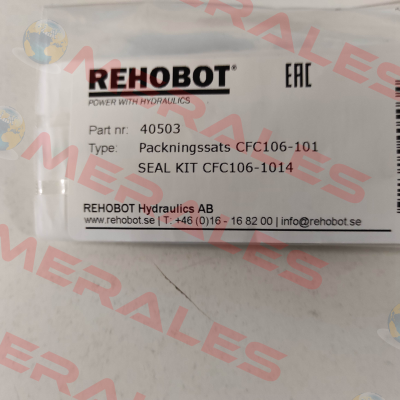 REHOBOT®
POWER WITH HYDRAULICS
EAC
Part nr: 40503
Type: Packningssats CFC106-101
SEAL KIT CFC106-1014
REHOBOT Hydraulics AB
www.rehobot.se | T: +46 (0)16 - 16 82 00 | info@rehobot.se
MERALES
MERALES